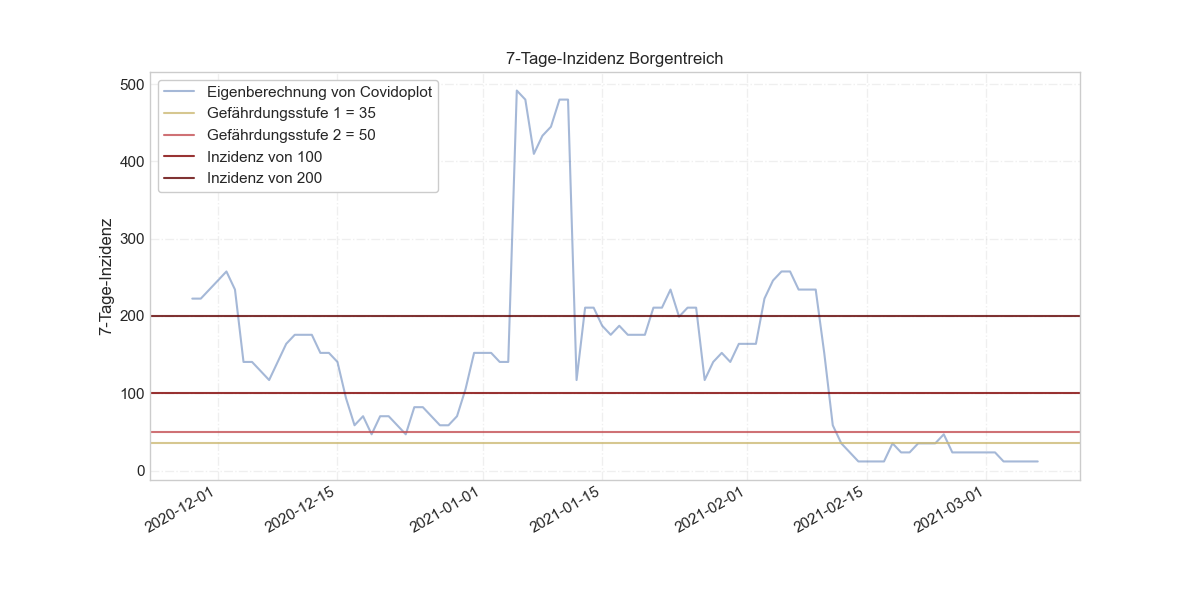 7-Tage-Inzidenz Borgentreich
Eigenberechnung von Covidoplot
Gefährdungsstufe 1 = 35
Gefährdungsstufe 2 = 50
Inzidenz von 100
Inzidenz von 200
7-Tage-Inzidenz
500
400
300
200
100
0
2020-12-01
2020-12-15
2021-01-01
2021-01-15
2021-02-01
2021-02-15
2021-03-01